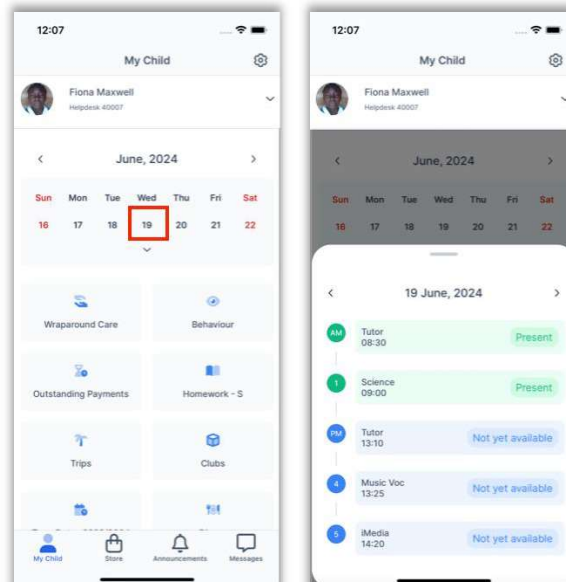 12:07
My Child
Fiona Maxwell
Helpdesk 40007
June, 2024
Sun Mon Tue Wed Thu Fri Sat
16 17 18 19 20 21 22
Wraparound Care Behaviour
Outstanding Payments Homework - S
Trips Clubs
My Child Store Announcements Messages
12:07
My Child
Fiona Maxwell
Helpdesk 40007
June, 2024
Sun Mon Tue Wed Thu Fri Sat
16 17 18 19 20 21 22
19 June, 2024
AM Tutor Present
08:30
1 Science Present
09:00
PM Tutor Not yet available
13:10
4 Music Voc Not yet available
13:25
5 iMedia Not yet available
14:20